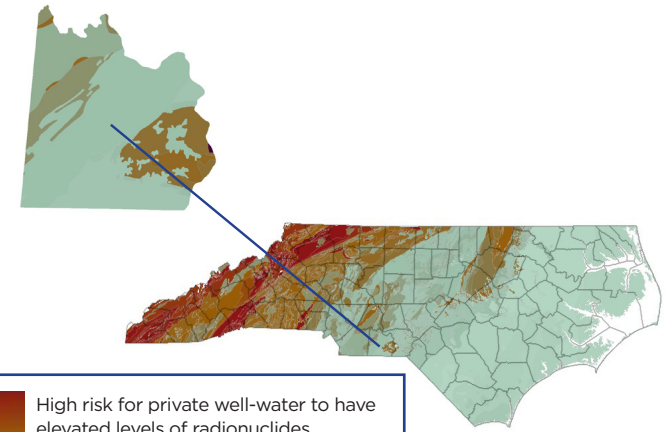 High risk for private well-water to have
elevated levels of radionuclides